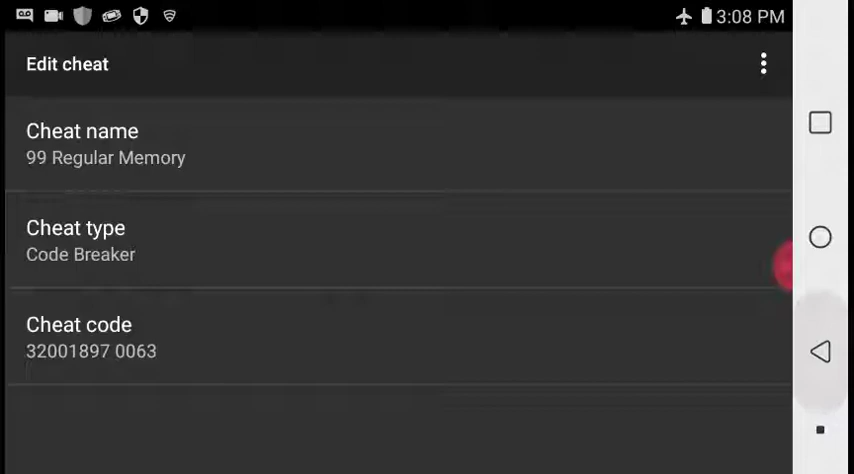 3:08 PM
Edit cheat
Cheat name
99 Regular Memory
Cheat type
Code Breaker
Cheat code
32001897 0063